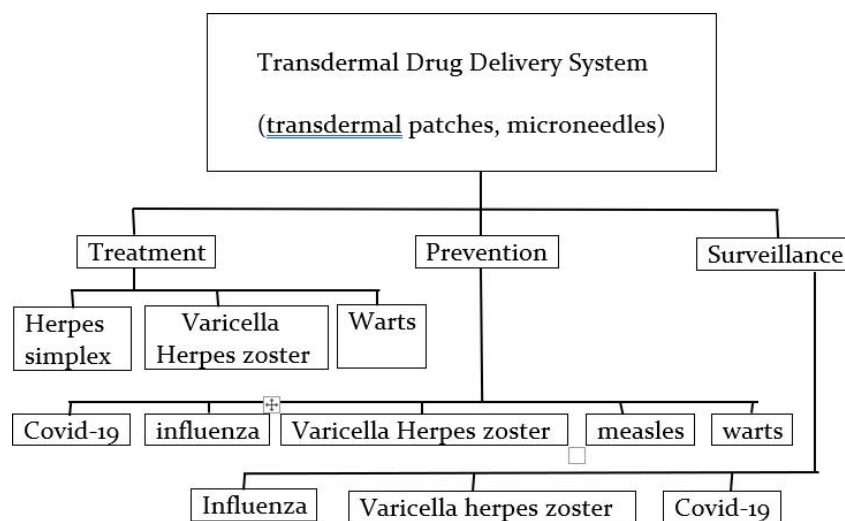 Transdermal Drug Delivery System
(transdermal patches, microneedles)
Treatment
Prevention
Surveillance
Herpes
simplex
Varicella
Herpes zoster
Warts
Covid-19
influenza
Varicella Herpes zoster
measles
warts
Influenza
Varicella herpes zoster
Covid-19